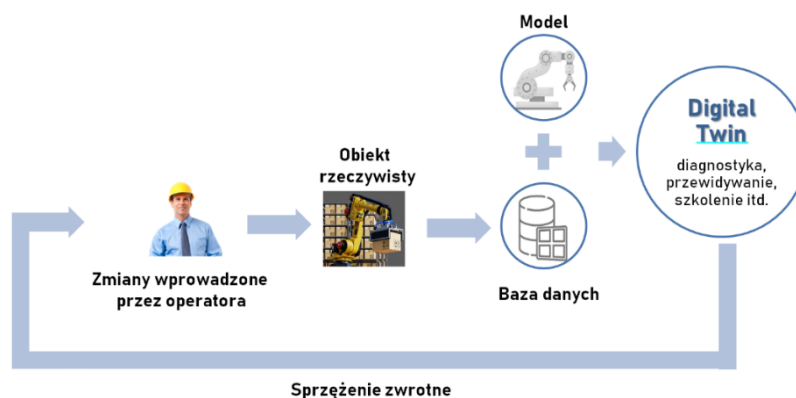 Model
Digital
Twin
diagnostyka,
przewidywanie,
szkolenie itd.
Obiekt
rzeczywisty
Zmiany wprowadzone
przez operatora
Baza danych
Sprzężenie zwrotne